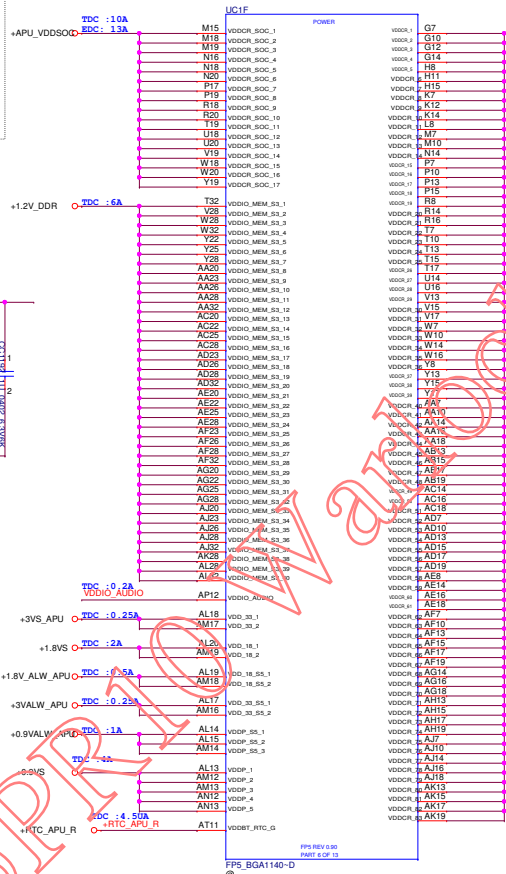 UC1F
POWER
TDC :10A
EDC: 13A
+APU_VDDSOC
M15 VDDCR_SOC_1
M18 VDDCR_SOC_2
M19 VDDCR_SOC_3
N16 VDDCR_SOC_4
N18 VDDCR_SOC_5
N20 VDDCR_SOC_6
P17 VDDCR_SOC_7
P19 VDDCR_SOC_8
R18 VDDCR_SOC_9
R20 VDDCR_SOC_10
T19 VDDCR_SOC_11
U18 VDDCR_SOC_12
U20 VDDCR_SOC_13
V19 VDDCR_SOC_14
W18 VDDCR_SOC_15
W20 VDDCR_SOC_16
Y19 VDDCR_SOC_17
+1.2V_DDR
TDC :6A
T32 VDDIO_MEM_S3_1
V28 VDDIO_MEM_S3_2
W28 VDDIO_MEM_S3_3
W32 VDDIO_MEM_S3_4
Y22 VDDIO_MEM_S3_5
Y25 VDDIO_MEM_S3_6
Y28 VDDIO_MEM_S3_7
AA20 VDDIO_MEM_S3_8
AA23 VDDIO_MEM_S3_9
AA26 VDDIO_MEM_S3_10
AA28 VDDIO_MEM_S3_11
AA32 VDDIO_MEM_S3_12
AC20 VDDIO_MEM_S3_13
AC22 VDDIO_MEM_S3_14
AC25 VDDIO_MEM_S3_15
AC28 VDDIO_MEM_S3_16
AD23 VDDIO_MEM_S3_17
AD26 VDDIO_MEM_S3_18
AD28 VDDIO_MEM_S3_19
AD32 VDDIO_MEM_S3_20
AE20 VDDIO_MEM_S3_21
AE22 VDDIO_MEM_S3_22
AE25 VDDIO_MEM_S3_23
AE28 VDDIO_MEM_S3_24
AF23 VDDIO_MEM_S3_25
AF26 VDDIO_MEM_S3_26
AF28 VDDIO_MEM_S3_27
AF32 VDDIO_MEM_S3_28
AG20 VDDIO_MEM_S3_29
AG22 VDDIO_MEM_S3_30
AG25 VDDIO_MEM_S3_31
AG28
AJ20
AJ23 VDDIO_MEM_S3_34
AJ26 VDDIO_MEM_S3_35
AJ28 VDDIO_MEM_S3_36
AJ32
AK28
AL28
TDC :0.2A
VDDIO_AUDIO
AP12 VDDIO_AUDIO
+3VS_APU
TDC :0.25A
AL18 VDD_33_1
AM17 VDD_33_2
+1.8VS
TDC :2A
AL20 VDD_18_1
AM19 VDD_18_2
+1.8V_ALW_APU
AL19 VDD_18_S5_1
AM18 VDD_18_S5_2
+3VALW_APU
TDC :0.25A
AL17 VDD_33_S5_1
AM16 VDD_33_S5_2
TDC :1A
AL14 VDDP_S5_1
AL15 VDDP_S5_2
AM14 VDDP_S5_3
AL13 VDDP_1
AM12 VDDP_2
AM13 VDDP_3
AN12 VDDP_4
AN13 VDDP_5
TDC :4.5UA
+RTC_APU_R
AT11 VDDBT_RTC_G
VDDCR_1 G7
G10
G12
G14
H8
H11
H15
K7
K12
K14
L8
M7
M10
N14
P7
P10
P13
P15
R8
R14
R16
T7
T10
T13
T15
T17
U14
U16
V13
V15
V17
W7
W10
W14
W16
Y8
Y13
Y15
AA18
AB19
AC14
AC16
AC18
AD7
AD10
AD13
AD15
AD17
AD19
AE8
AE14
AE16
AE18
AF7
AF10
AF13
AF15
AF17
AF19
AG14
AG16
AG18
AH13
AH15
AH17
AH19
AJ7
AJ10
AJ14
AJ16
AJ18
AK13
AK15
AK17
AK19
FP5 REV 0.90
PART 6 OF 13
FP5_BGA1140~D
@